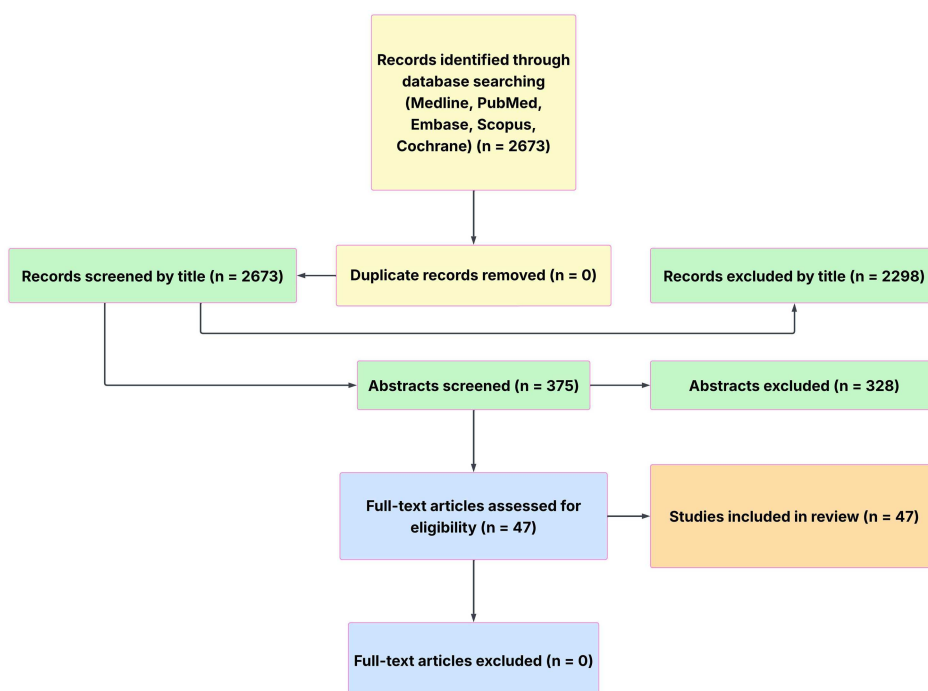 Records identified through
database searching
(Medline, PubMed,
Embase, Scopus,
Cochrane) (n = 2673)
Records screened by title (n = 2673)
Duplicate records removed (n = 0)
Records excluded by title (n = 2298)
Abstracts screened (n = 375)
Abstracts excluded (n = 328)
Full-text articles assessed for
eligibility (n = 47)
Studies included in review (n = 47)
Full-text articles excluded (n = 0)